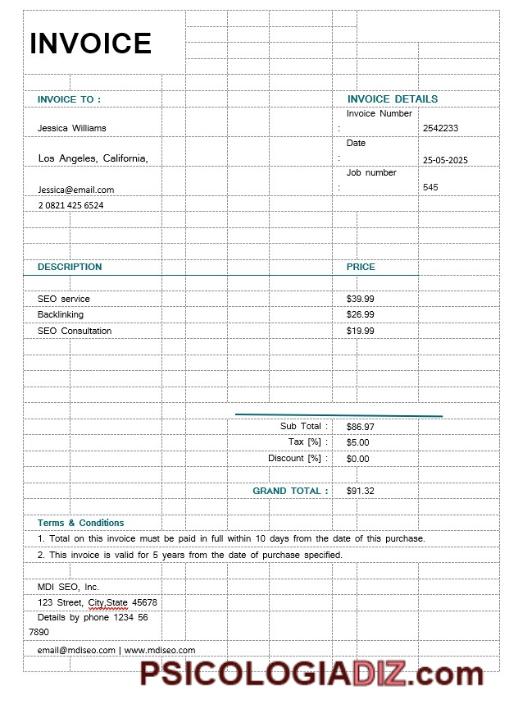 INVOICE
INVOICE TO :
INVOICE DETAILS
Invoice Number
Jessica Williams
: 2542233
Date
Los Angeles, California,
: 25-05-2025
Job number
Jessica@email.com
: 545
2 0821 425 6524
DESCRIPTION PRICE
SEO service $39.99
Backlinking $26.99
SEO Consultation $19.99
Sub Total : $86.97
Tax [%] : $5.00
Discount [%] : $0.00
GRAND TOTAL : $91.32
Terms & Conditions
1. Total on this invoice must be paid in full within 10 days from the date of this purchase.
2. This invoice is valid for 5 years from the date of purchase specified.
MDI SEO, Inc.
123 Street, City,State 45678
Details by phone 1234 56
7890
email@mdiseo.com | www.mdiseo.com
PSICOLOGIADIZ.com